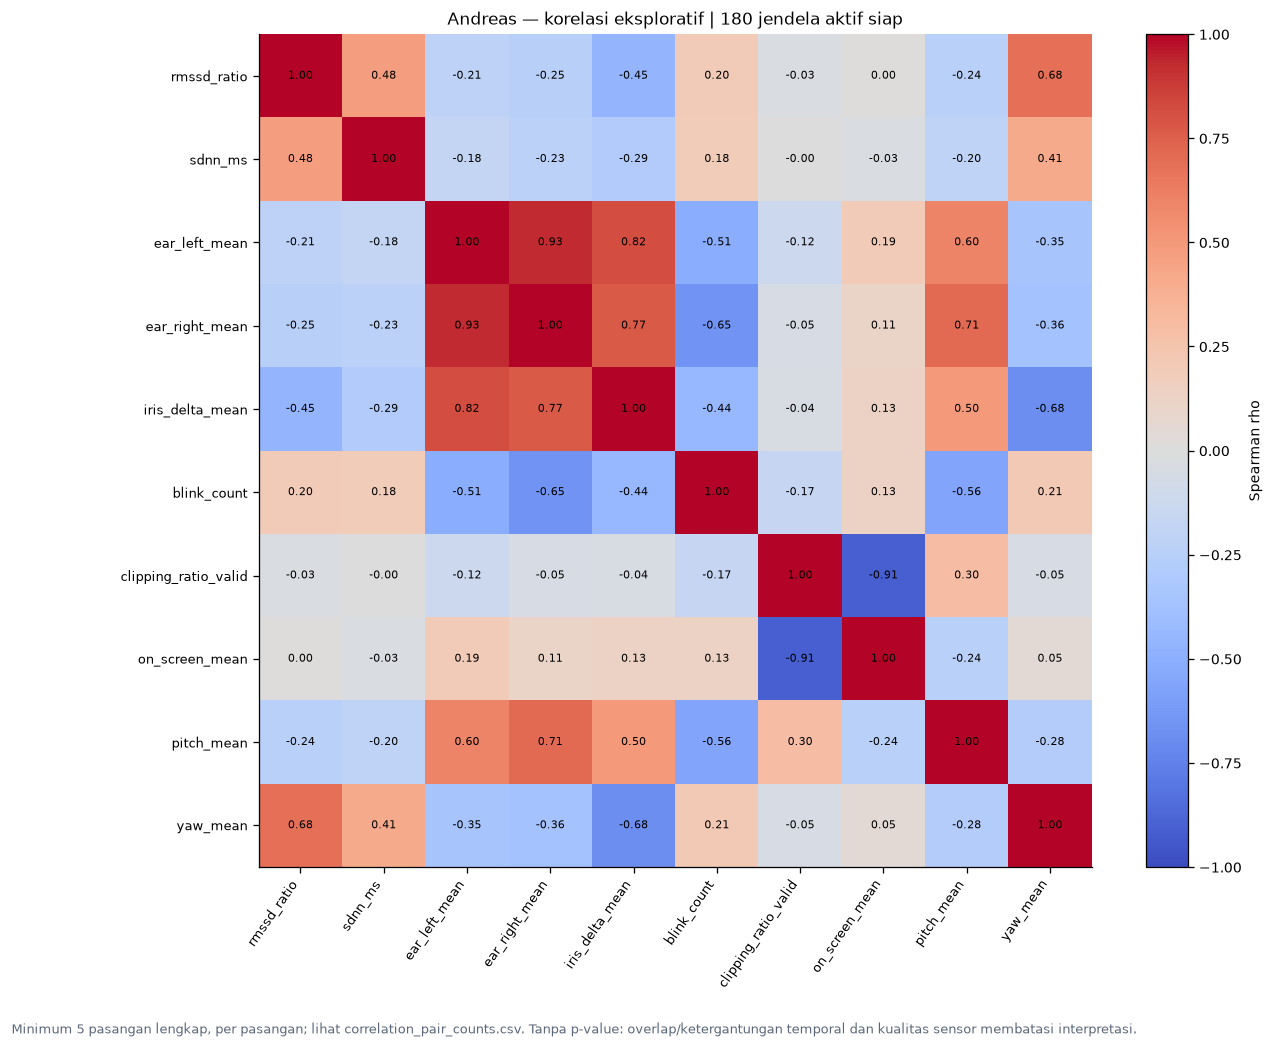 Andreas — korelasi eksploratif | 180 jendela aktif siap
rmssd_ratio 1.00 0.48 -0.21 -0.25 -0.45 0.20 -0.03 0.00 -0.24 0.68
sdnn_ms 0.48 1.00 -0.18 -0.23 -0.29 0.18 -0.00 -0.03 -0.20 0.41
ear_left_mean -0.21 -0.18 1.00 0.93 0.82 -0.51 -0.12 0.19 0.60 -0.35
ear_right_mean -0.25 -0.23 0.93 1.00 0.77 -0.65 -0.05 0.11 0.71 -0.36
iris_delta_mean -0.45 -0.29 0.82 0.77 1.00 -0.44 -0.04 0.13 0.50 -0.68
blink_count 0.20 0.18 -0.51 -0.65 -0.44 1.00 -0.17 0.13 -0.56 0.21
clipping_ratio_valid -0.03 -0.00 -0.12 -0.05 -0.04 -0.17 1.00 -0.91 0.30 -0.05
on_screen_mean 0.00 -0.03 0.19 0.11 0.13 0.13 -0.91 1.00 -0.24 0.05
pitch_mean -0.24 -0.20 0.60 0.71 0.50 -0.56 0.30 -0.24 1.00 -0.28
yaw_mean 0.68 0.41 -0.35 -0.36 -0.68 0.21 -0.05 0.05 -0.28 1.00
rmssd_ratio
sdnn_ms
ear_left_mean
ear_right_mean
iris_delta_mean
blink_count
clipping_ratio_valid
on_screen_mean
pitch_mean
yaw_mean
1.00
0.75
0.50
0.25
0.00
−0.25
−0.50
−0.75
−1.00
Spearman rho
Minimum 5 pasangan lengkap, per pasangan; lihat correlation_pair_counts.csv. Tanpa p-value: overlap/ketergantungan temporal dan kualitas sensor membatasi interpretasi.